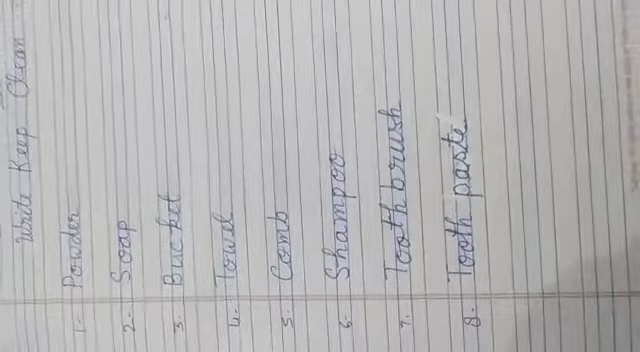 Write Keep Clean
1- Powder
2- Soap
3- Bucket
4- Towel
5- Comb
6- Shampoo
7- Toothbrush
8- Tooth paste